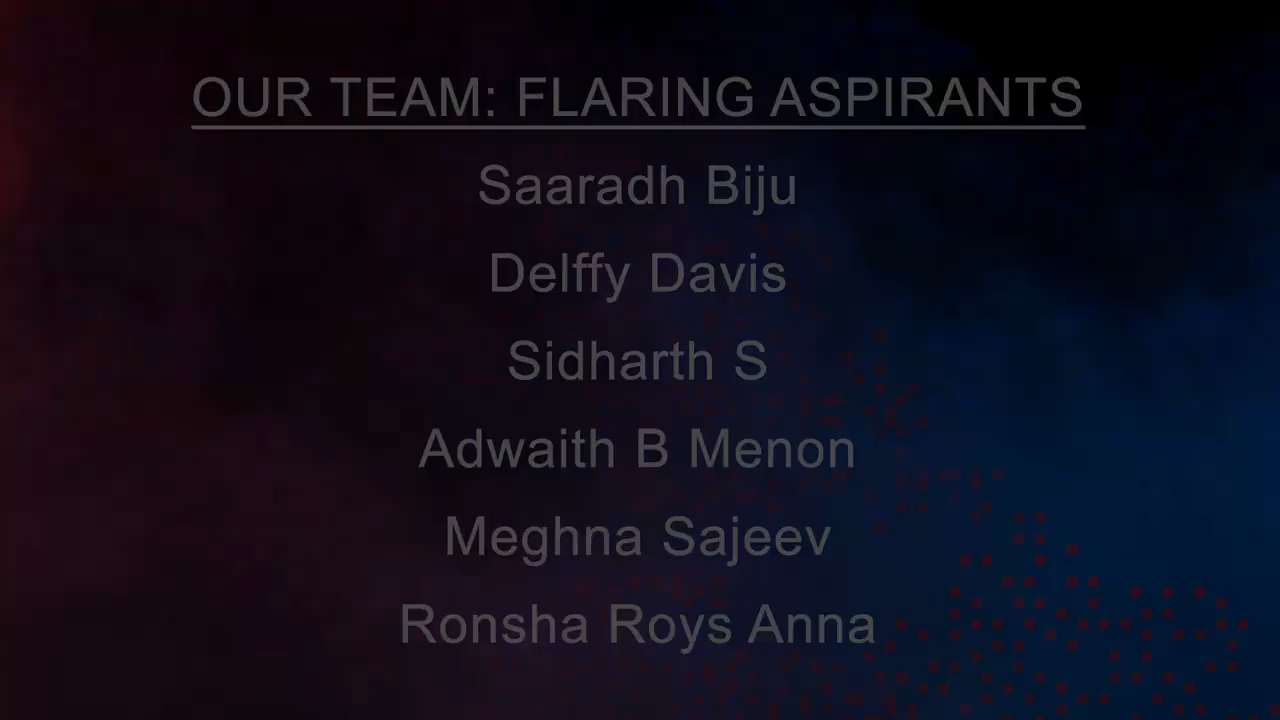 OUR TEAM: FLARING ASPIRANTS
Saaradh Biju
Delffy Davis
Sidharth S
Adwaith B Menon
Meghna Sajeev
Ronsha Roys Anna